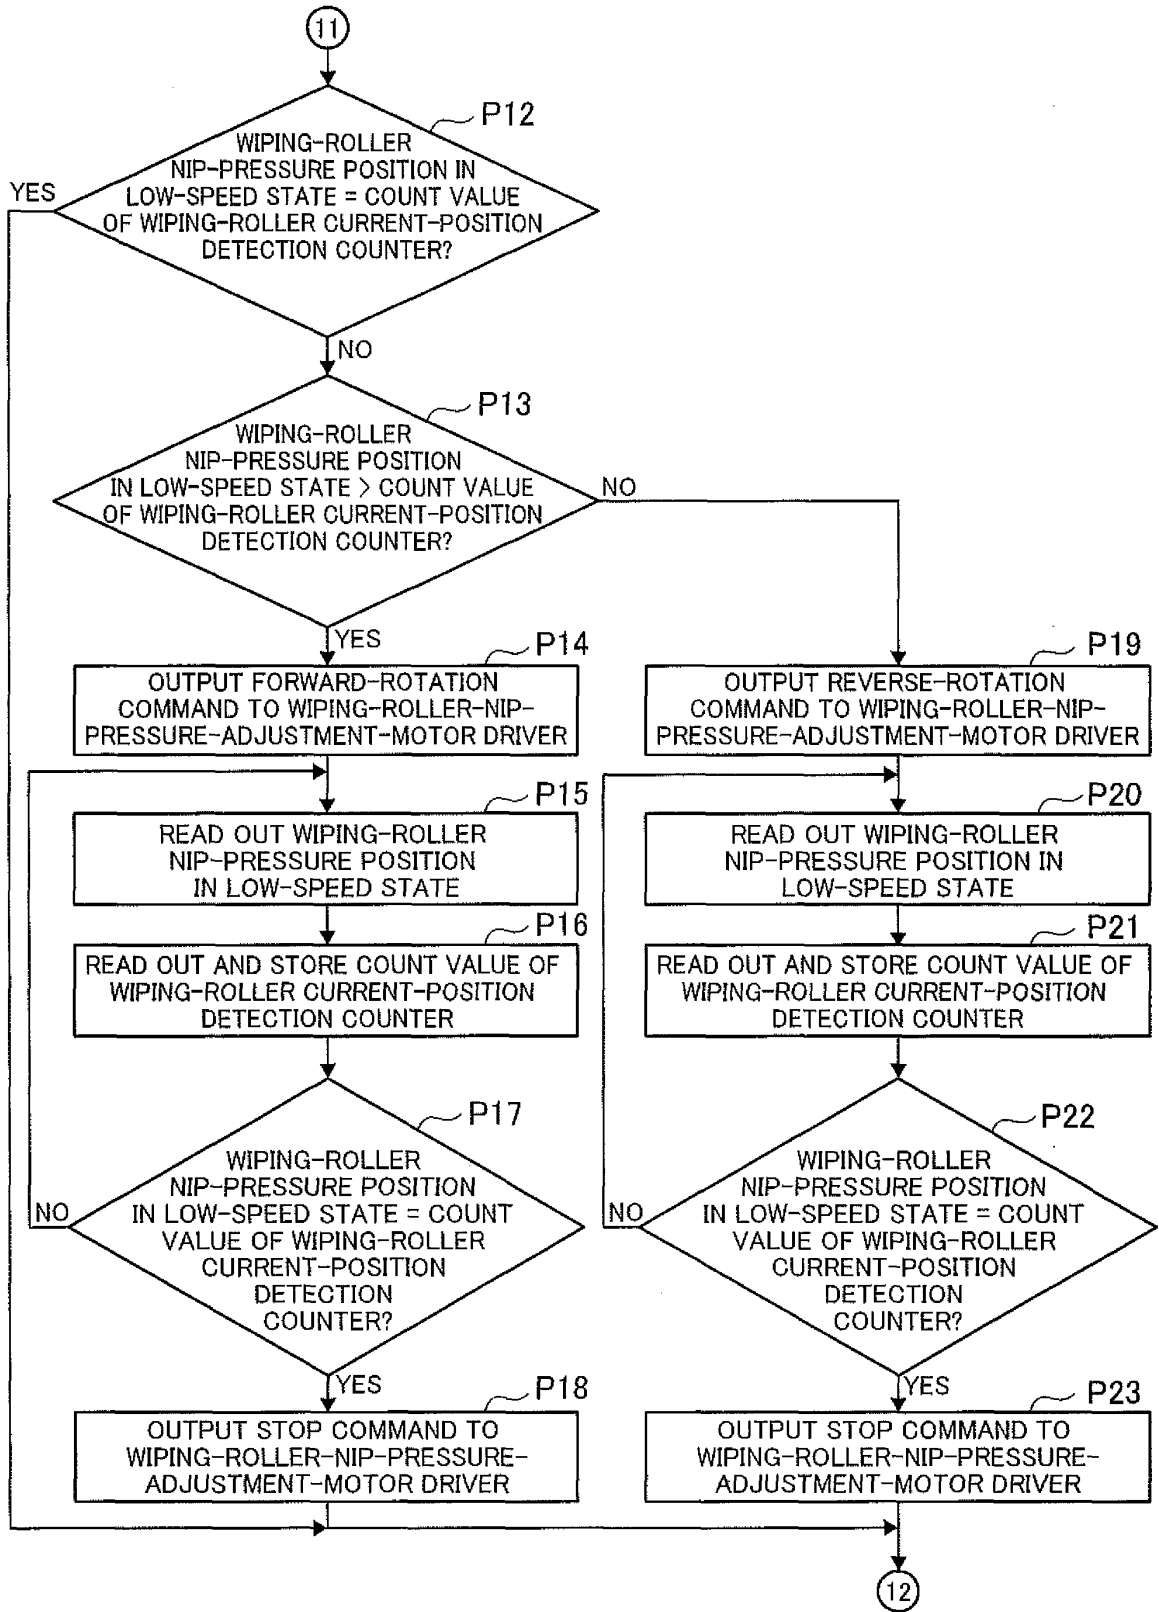 11
P12
WIPING-ROLLER
NIP-PRESSURE POSITION IN
LOW-SPEED STATE = COUNT VALUE
OF WIPING-ROLLER CURRENT-POSITION
DETECTION COUNTER?
YES
NO
P13
WIPING-ROLLER
NIP-PRESSURE POSITION
IN LOW-SPEED STATE > COUNT VALUE
OF WIPING-ROLLER CURRENT-POSITION
DETECTION COUNTER?
NO
YES
P14
OUTPUT FORWARD-ROTATION
COMMAND TO WIPING-ROLLER-NIP-
PRESSURE-ADJUSTMENT-MOTOR DRIVER
P15
READ OUT WIPING-ROLLER
NIP-PRESSURE POSITION
IN LOW-SPEED STATE
P16
READ OUT AND STORE COUNT VALUE OF
WIPING-ROLLER CURRENT-POSITION
DETECTION COUNTER
P17
WIPING-ROLLER
NIP-PRESSURE POSITION
IN LOW-SPEED STATE = COUNT
VALUE OF WIPING-ROLLER
CURRENT-POSITION
DETECTION
COUNTER?
NO
YES
P18
OUTPUT STOP COMMAND TO
WIPING-ROLLER-NIP-PRESSURE-
ADJUSTMENT-MOTOR DRIVER
P19
OUTPUT REVERSE-ROTATION
COMMAND TO WIPING-ROLLER-NIP-
PRESSURE-ADJUSTMENT-MOTOR DRIVER
P20
READ OUT WIPING-ROLLER
NIP-PRESSURE POSITION IN
LOW-SPEED STATE
P21
READ OUT AND STORE COUNT VALUE OF
WIPING-ROLLER CURRENT-POSITION
DETECTION COUNTER
P22
WIPING-ROLLER
NIP-PRESSURE POSITION
IN LOW-SPEED STATE = COUNT
VALUE OF WIPING-ROLLER
CURRENT-POSITION
DETECTION
COUNTER?
NO
YES
P23
OUTPUT STOP COMMAND TO
WIPING-ROLLER-NIP-PRESSURE-
ADJUSTMENT-MOTOR DRIVER
12